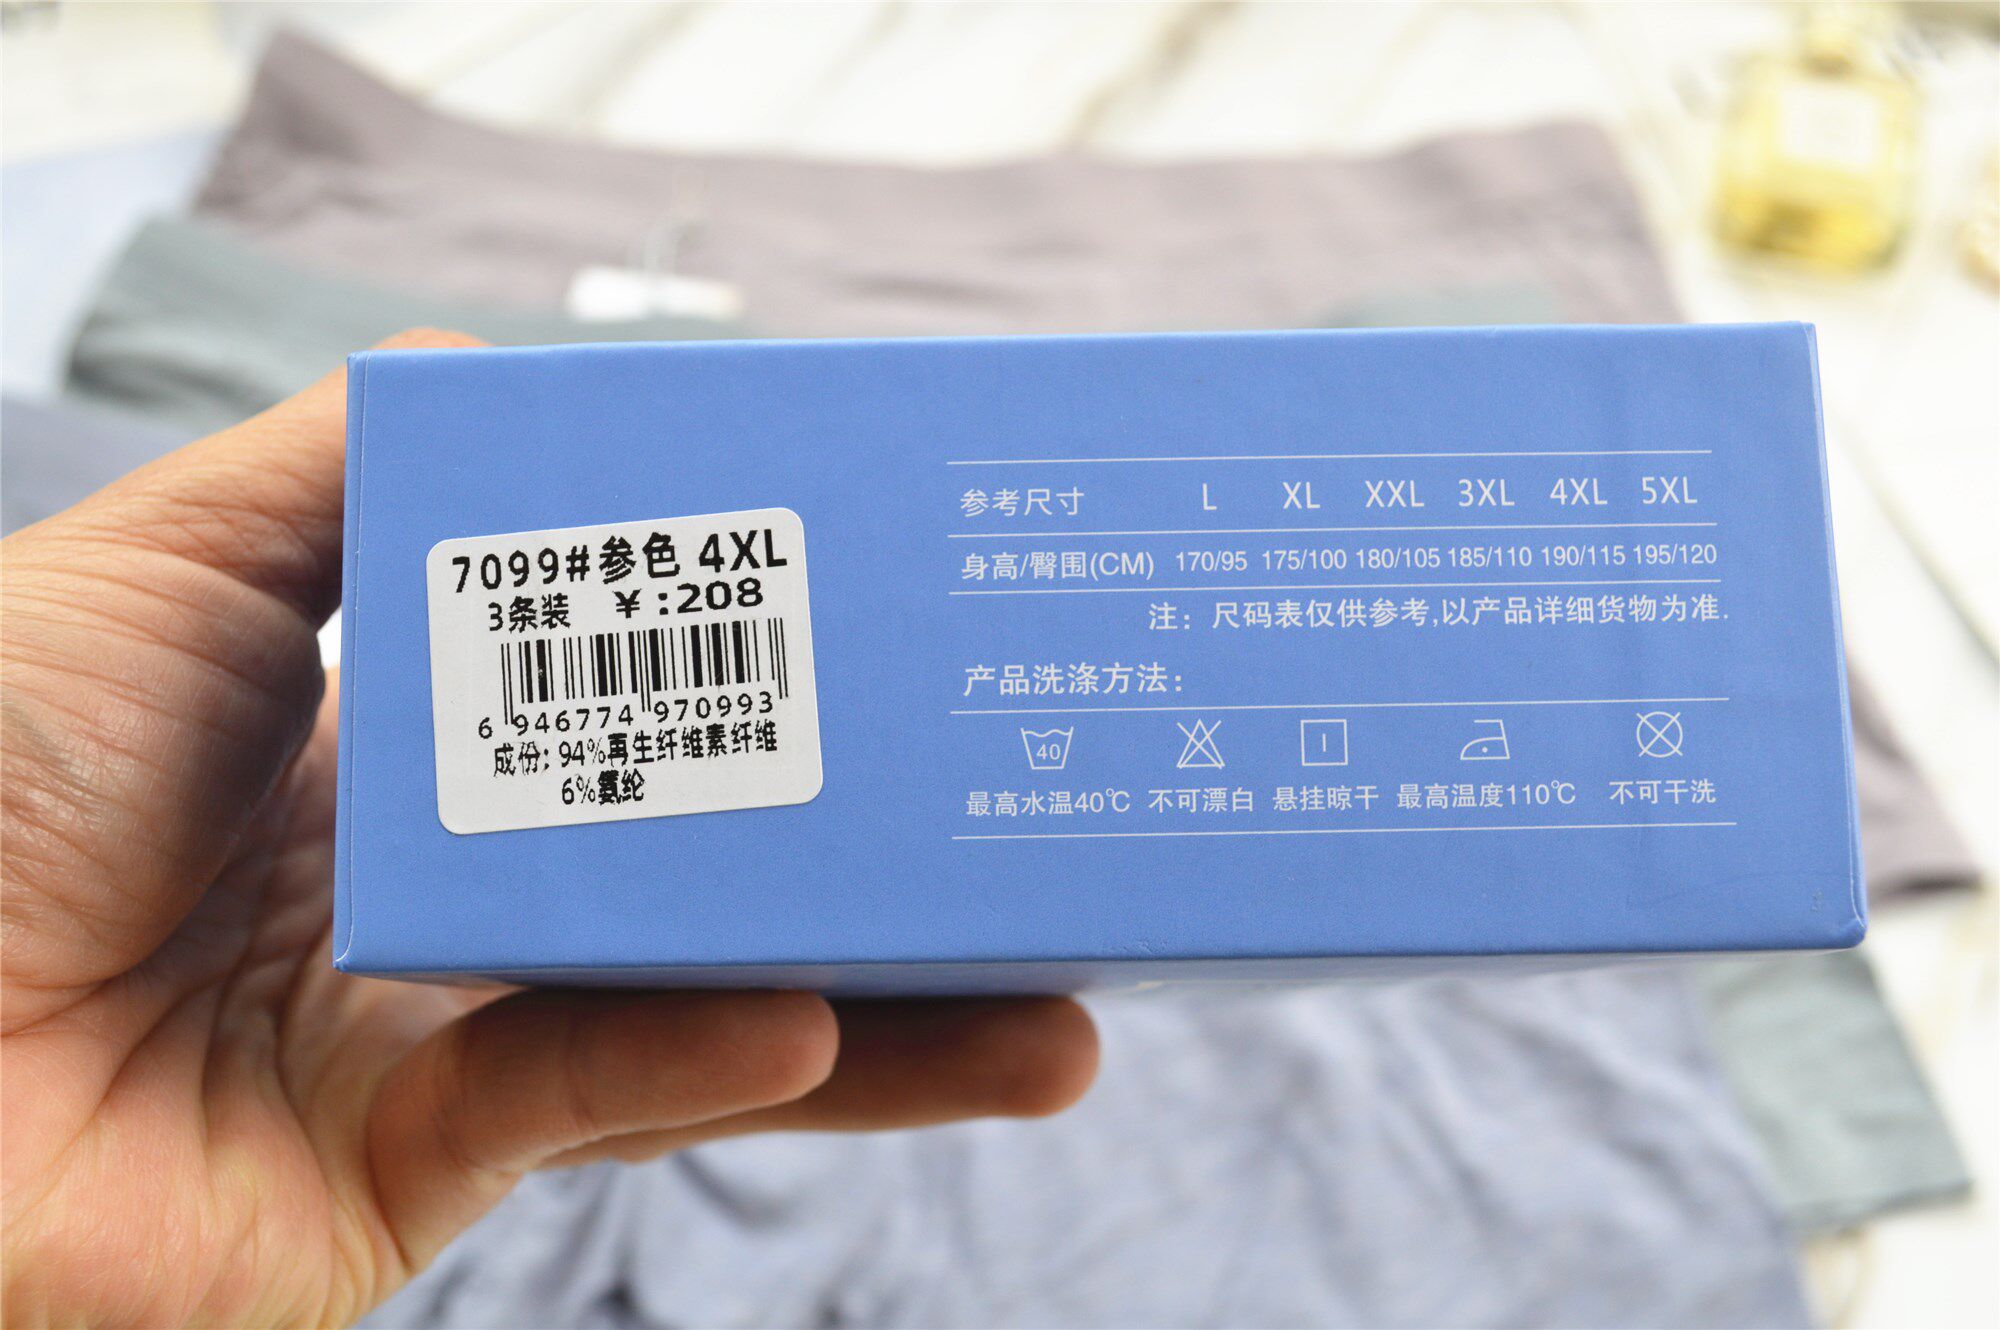 7099#参色 4XL
3条装 ¥:208
6 946774 970993
成份: 94%再生纤维素纤维
6%氨纶
参考尺寸 L XL XXL 3XL 4XL 5XL
身高/臀围(CM) 170/95 175/100 180/105 185/110 190/115 195/120
注：尺码表仅供参考,以产品详细货物为准.
产品洗涤方法：
40
最高水温40℃ 不可漂白 悬挂晾干 最高温度110℃ 不可干洗